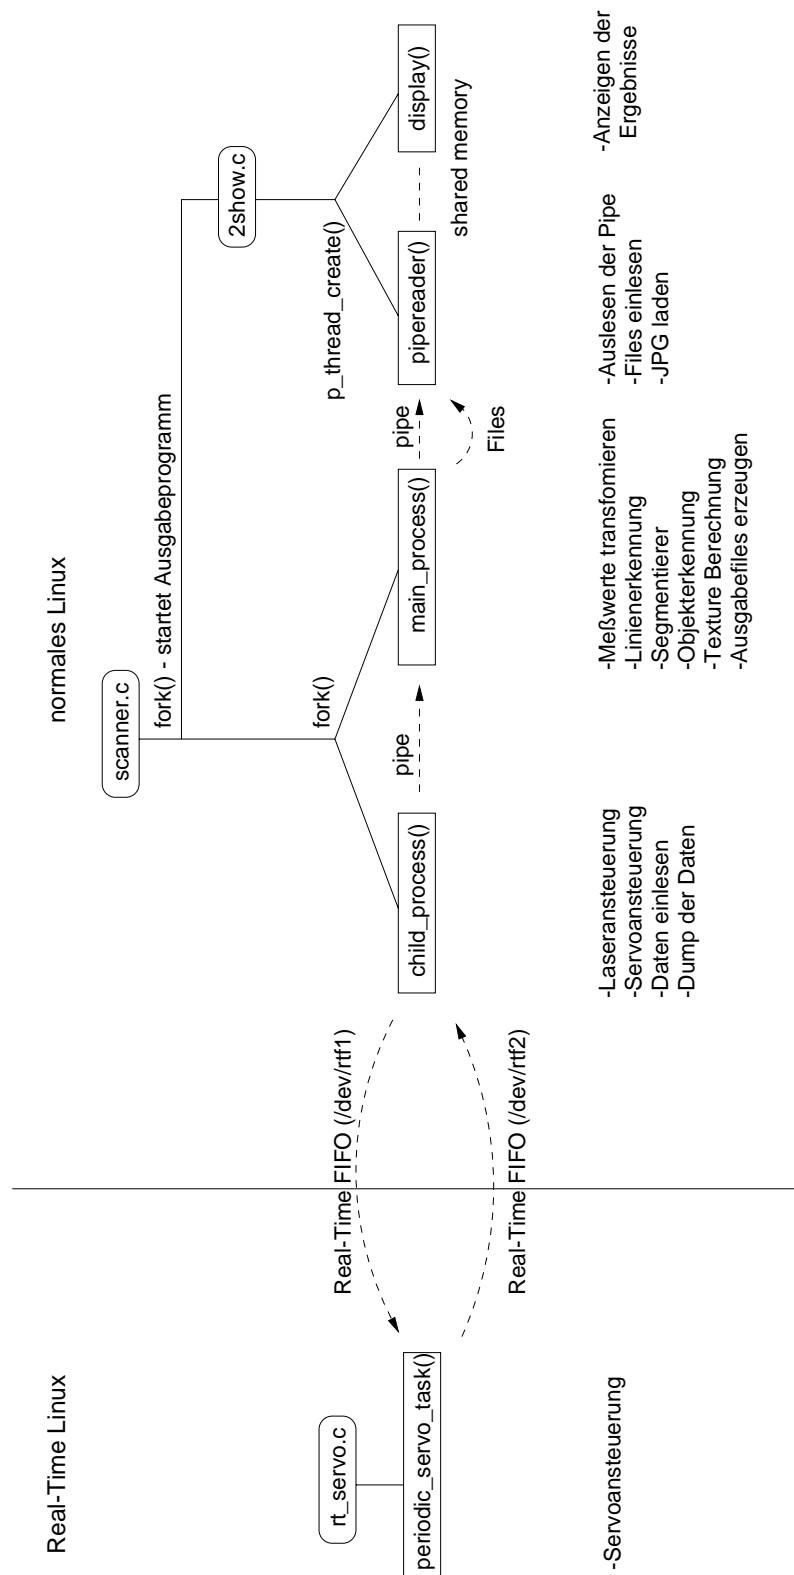 Real-Time Linux
normales Linux
scanner.c
fork() - startet Ausgabeprogramm
2show.c
rt_servo.c
fork()
p_thread_create()
Real-Time FIFO (/dev/rtf1)
periodic_servo_task()
child_process()
pipe
main_process()
pipe
pipereader()
display()
shared memory
Files
Real-Time FIFO (/dev/rtf2)
-Servoansteuerung
-Laseransteuerung
-Servoansteuerung
-Daten einlesen
-Dump der Daten
-Meßwerte transfomieren
-Linienerkennung
-Segmentierer
-Objekterkennung
-Texture Berechnung
-Ausgabefiles erzeugen
-Auslesen der Pipe
-Files einlesen
-JPG laden
-Anzeigen der
Ergebnisse